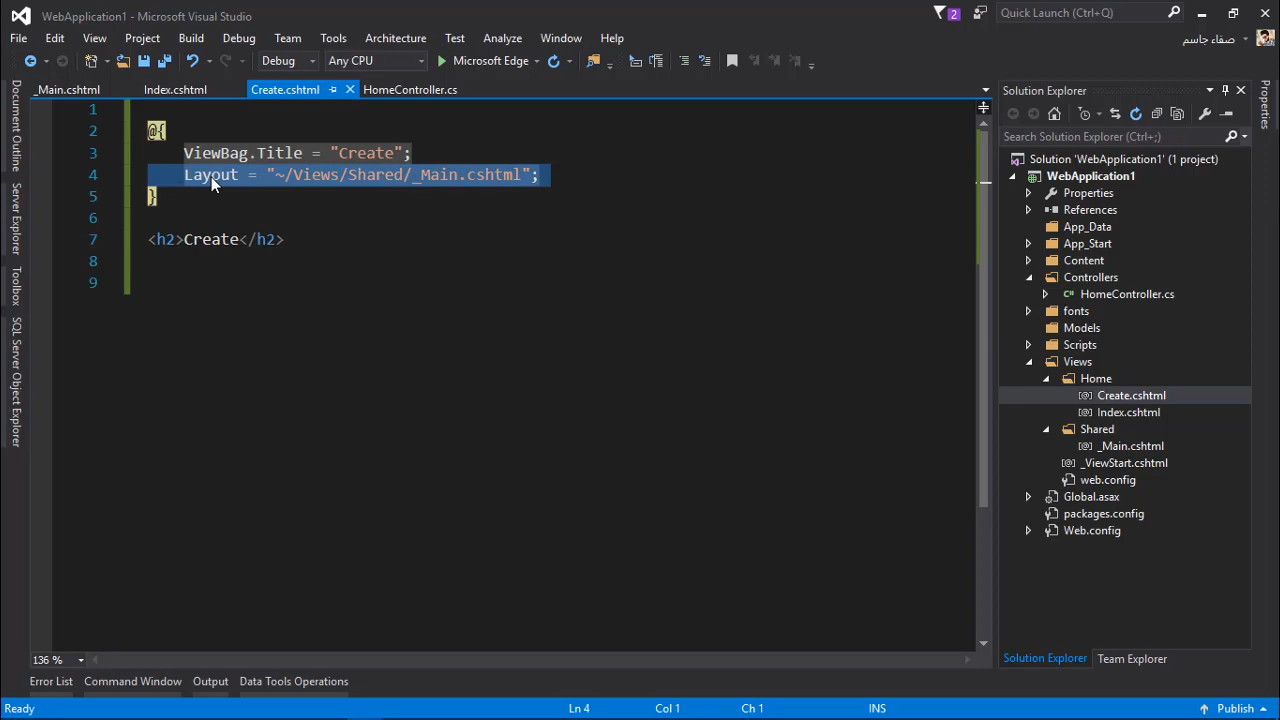 WebApplication1 - Microsoft Visual Studio
2
Quick Launch (Ctrl+Q)
File Edit View Project Build Debug Team Tools Architecture Test Analyze Window Help
صفاء جاسم
Debug Any CPU Microsoft Edge
_Main.cshtml Index.cshtml Create.cshtml HomeController.cs
Document Outline
Server Explorer
Toolbox
SQL Server Object Explorer
1
2 @{
3 ViewBag.Title = "Create";
4 Layout = "~/Views/Shared/_Main.cshtml";
5 }
6
7 <h2>Create</h2>
8
9
136 %
Solution Explorer
Search Solution Explorer (Ctrl+;)
Solution 'WebApplication1' (1 project)
WebApplication1
Properties
References
App_Data
App_Start
Content
Controllers
C# HomeController.cs
fonts
Models
Scripts
Views
Home
[@] Create.cshtml
[@] Index.cshtml
Shared
[@] _Main.cshtml
[@] _ViewStart.cshtml
web.config
Global.asax
packages.config
Web.config
Solution Explorer Team Explorer
Properties
Error List Command Window Output Data Tools Operations
Ready Ln 4 Col 1 Ch 1 INS Publish